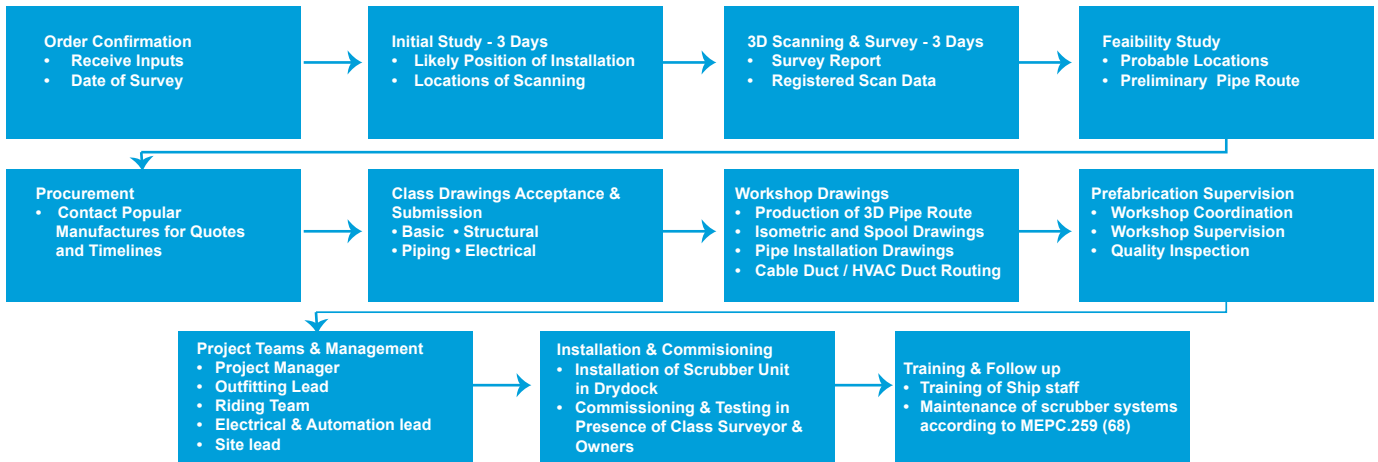 Order Confirmation
• Receive Inputs
• Date of Survey
Initial Study - 3 Days
• Likely Position of Installation
• Locations of Scanning
3D Scanning & Survey - 3 Days
• Survey Report
• Registered Scan Data
Feaibility Study
• Probable Locations
• Preliminary Pipe Route
Procurement
• Contact Popular
Manufactures for Quotes
and Timelines
Class Drawings Acceptance &
Submission
• Basic • Structural
• Piping • Electrical
Workshop Drawings
• Production of 3D Pipe Route
• Isometric and Spool Drawings
• Pipe Installation Drawings
• Cable Duct / HVAC Duct Routing
Prefabrication Supervision
• Workshop Coordination
• Workshop Supervision
• Quality Inspection
Project Teams & Management
• Project Manager
• Outfitting Lead
• Riding Team
• Electrical & Automation lead
• Site lead
Installation & Commisioning
• Installation of Scrubber Unit
in Drydock
• Commissioning & Testing in
Presence of Class Surveyor &
Owners
Training & Follow up
• Training of Ship staff
• Maintenance of scrubber systems
according to MEPC.259 (68)